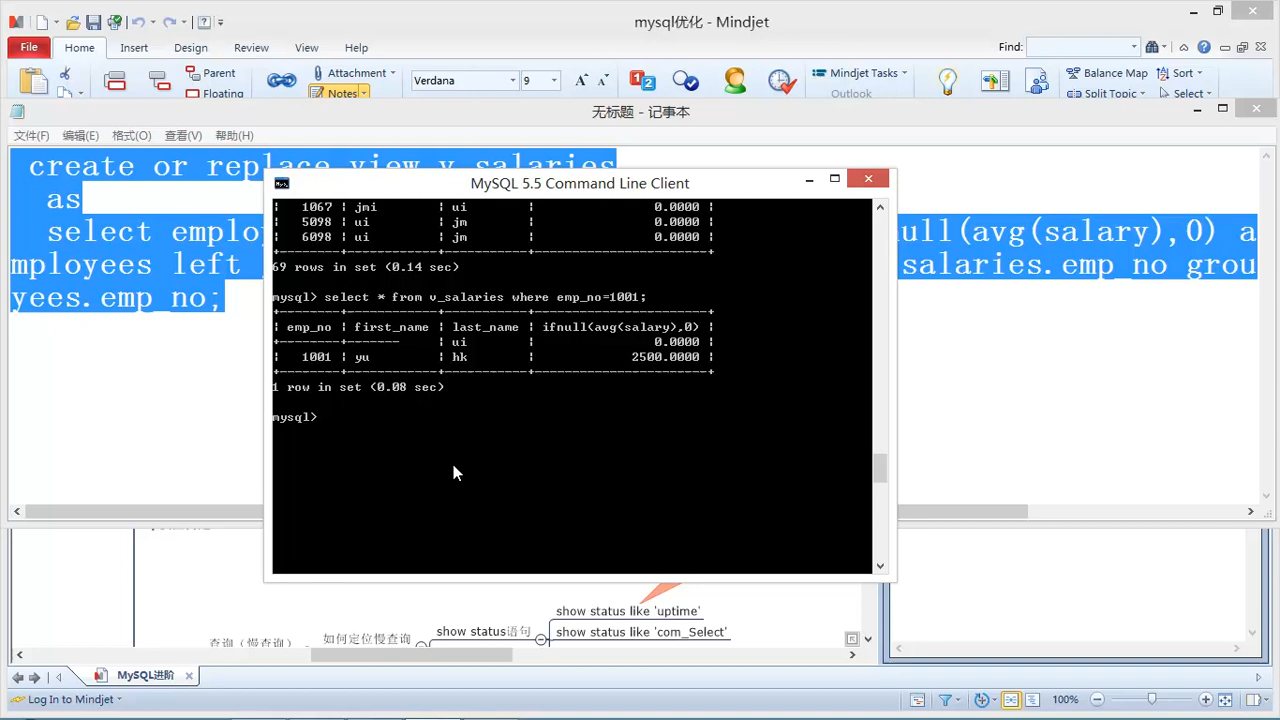 mysql优化 - Mindjet
File Home Insert Design Review View Help Find:
Parent Attachment Verdana 9 Mindjet Tasks Balance Map Sort
Floating Notes Outlook Split Topic Select
无标题 - 记事本
文件(F) 编辑(E) 格式(O) 查看(V) 帮助(H)
create or replace view v_salaries
as
select emplo
null(avg(salary),0) a
mployees left
salaries.emp_no grou
yees.emp_no;
MySQL 5.5 Command Line Client
| 1067 | jmi | ui | 0.0000 |
| 5098 | ui | jm | 0.0000 |
| 6098 | ui | jm | 0.0000 |
69 rows in set (0.14 sec)
mysql> select * from v_salaries where emp_no=1001;
| emp_no | first_name | last_name | ifnull(avg(salary),0) |
| ui | 0.0000 |
| 1001 | yu | hk | 2500.0000 |
1 row in set (0.08 sec)
mysql>
show status like 'uptime'
查询（慢查询） 如何定位慢查询 show status语句 show status like 'com_Select'
MySQL进阶
Log In to Mindjet 100%